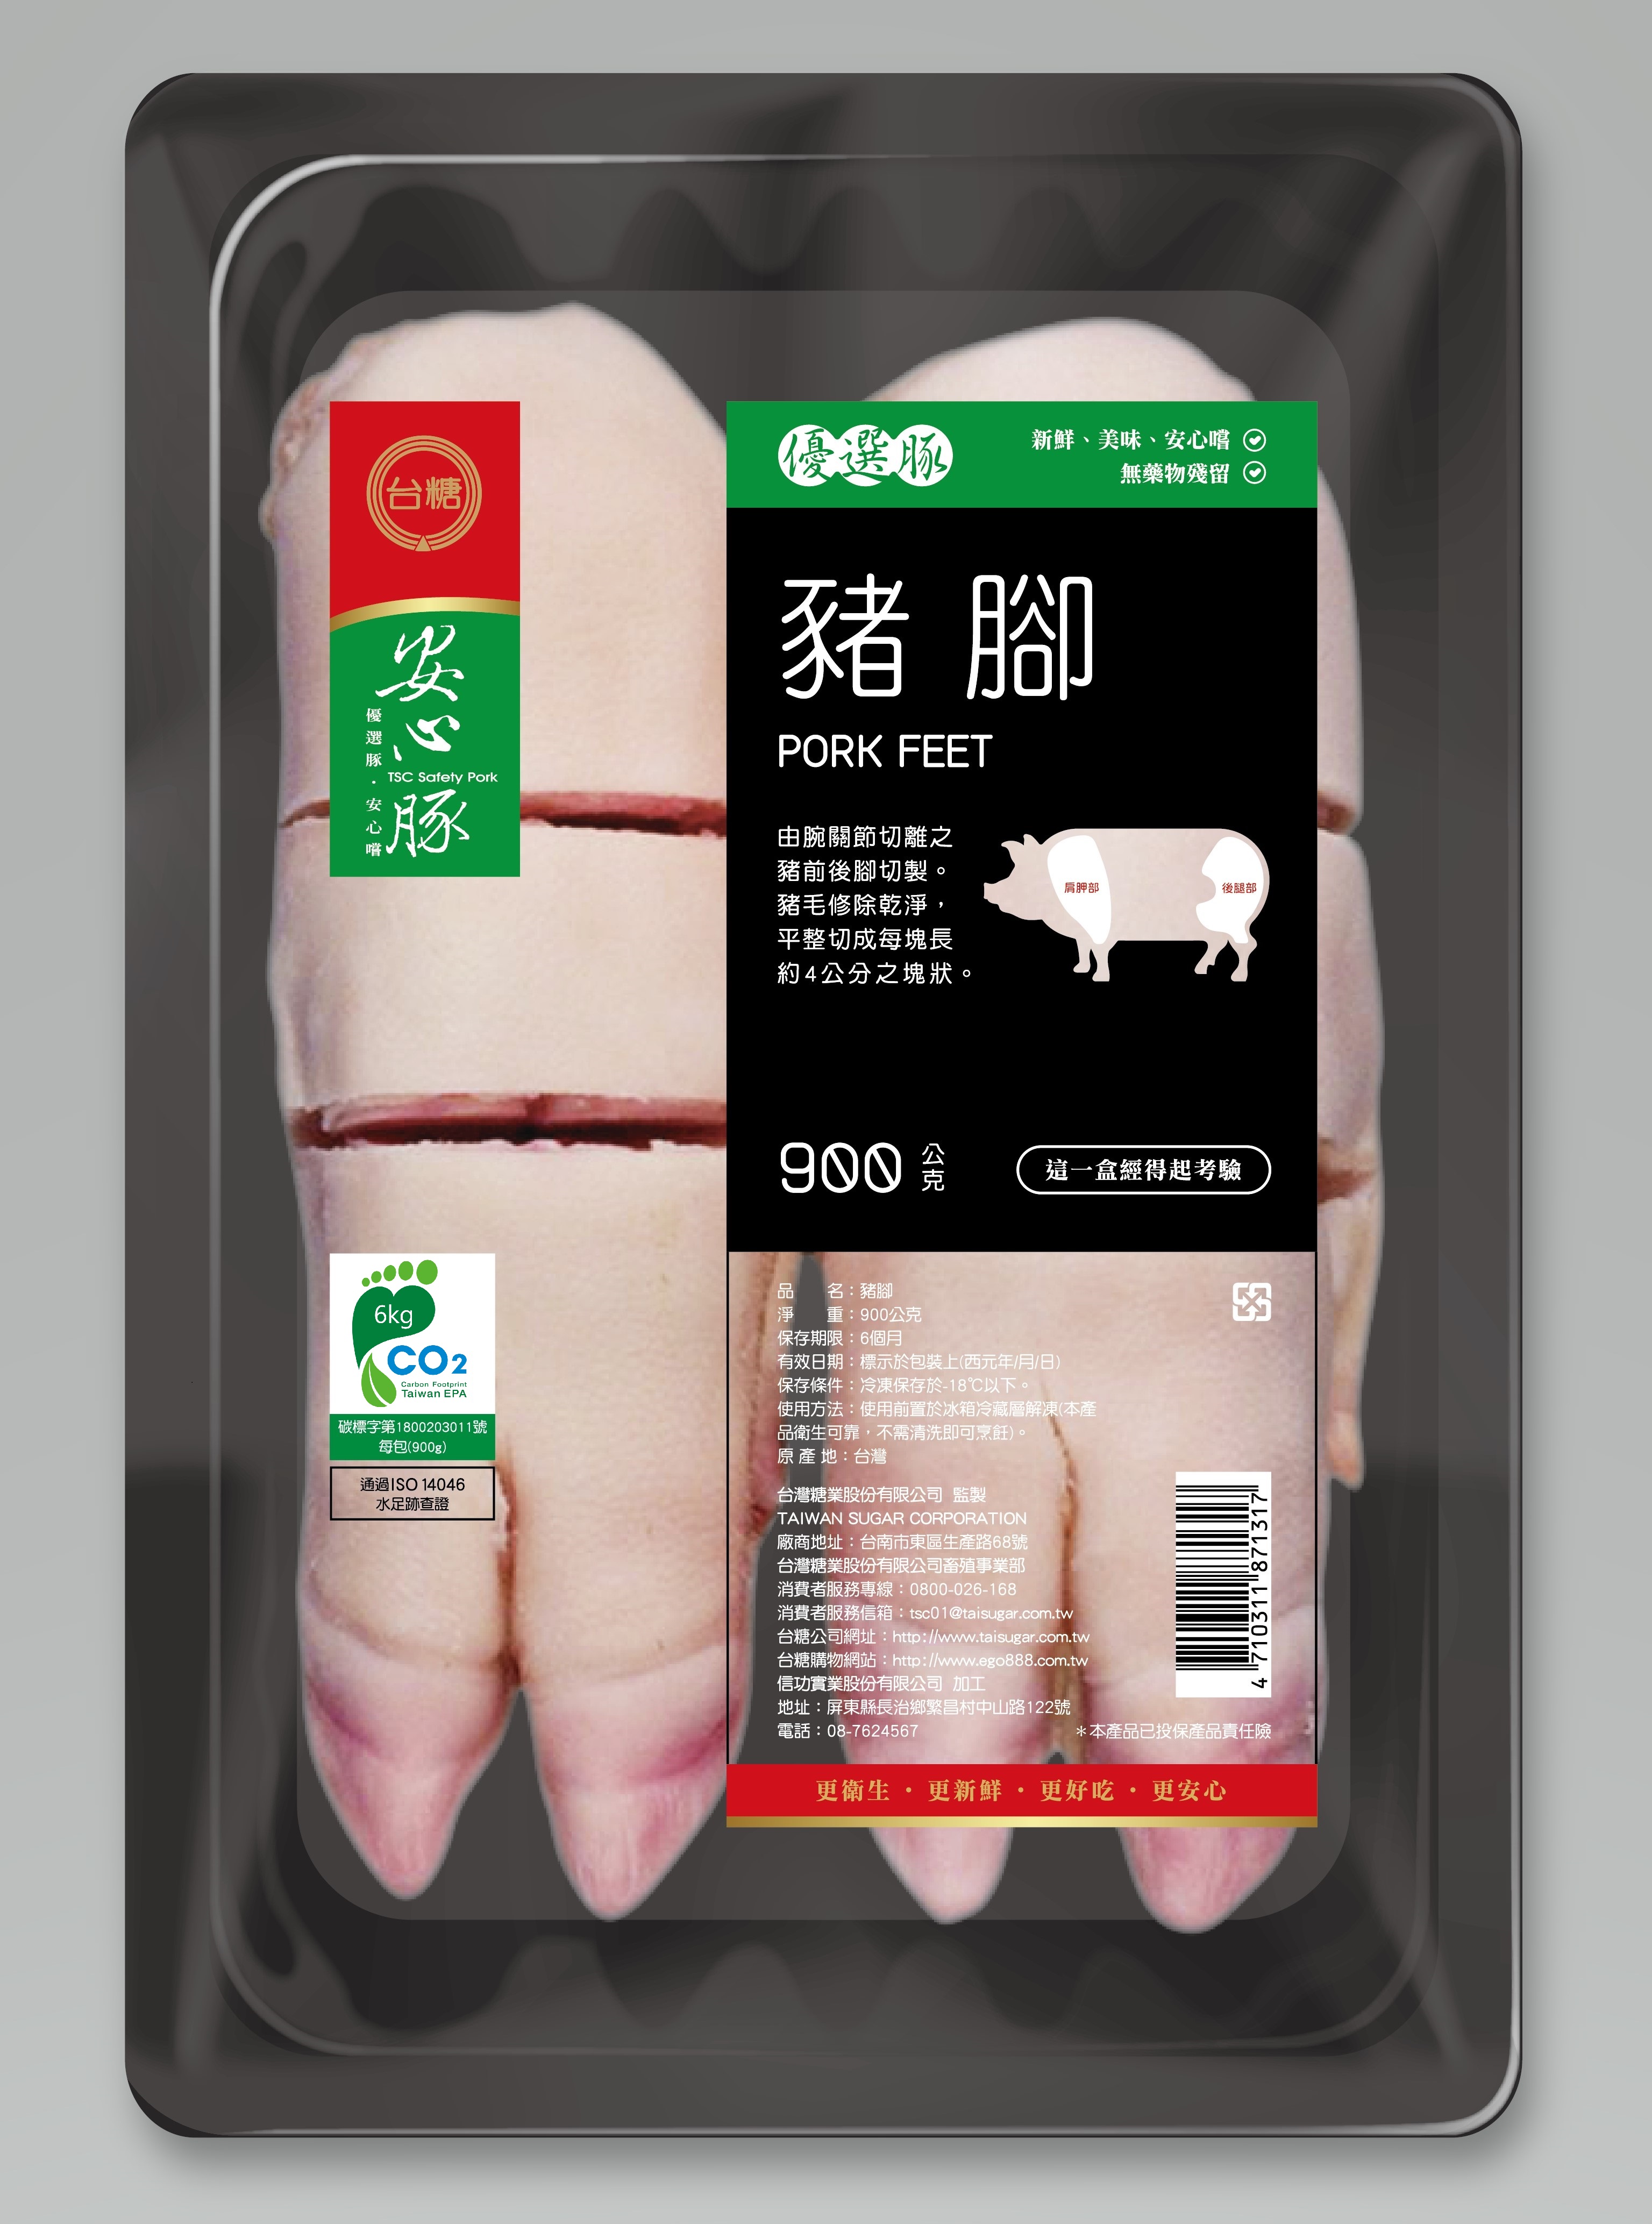 台糖
安心豚
TSC Safety Pork
優選豚・安心嚐
優選豚
新鮮、美味、安心嚐
無藥物殘留
豬腳
PORK FEET
由腕關節切離之
豬前後腳切製。
豬毛修除乾淨，
平整切成每塊長
約4公分之塊狀。
肩胛部
後腿部
900 公克
這一盒經得起考驗
6kg
CO2
Carbon Footprint
Taiwan EPA
碳標字第1800203011號
每包(900g)
通過ISO 14046
水足跡查證
品　　名：豬腳
淨　　重：900公克
保存期限：6個月
有效日期：標示於包裝上(西元年/月/日)
保存條件：冷凍保存於-18℃以下。
使用方法：使用前置於冰箱冷藏層解凍(本產
品衛生可靠，不需清洗即可烹飪)。
原 產 地：台灣
台灣糖業股份有限公司 監製
TAIWAN SUGAR CORPORATION
廠商地址：台南市東區生產路68號
台灣糖業股份有限公司畜殖事業部
消費者服務專線：0800-026-168
消費者服務信箱：tsc01@taisugar.com.tw
台糖公司網址：http://www.taisugar.com.tw
台糖購物網站：http://www.ego888.com.tw
信功實業股份有限公司 加工
地址：屏東縣長治鄉繁昌村中山路122號
電話：08-7624567
＊本產品已投保產品責任險
4 710311 871317
更衛生・更新鮮・更好吃・更安心